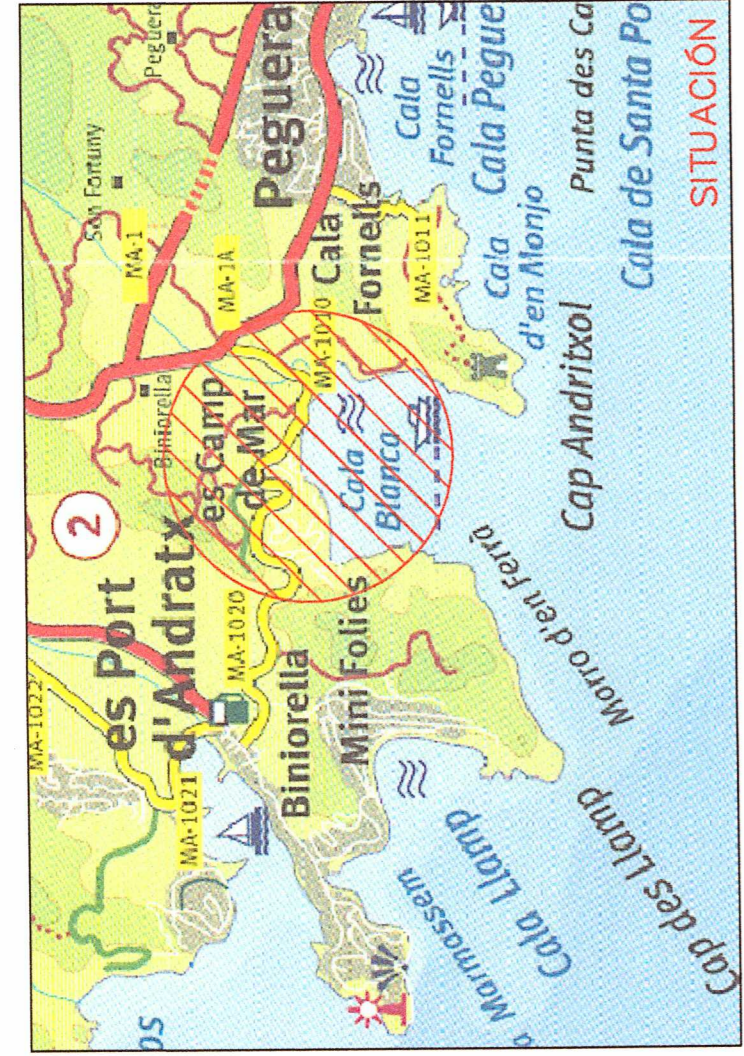 Peguera
San Fortuny
MA-1
Peguera
MA-1A
Biniorella
2
es Camp
de Mar
MA-1010
Cala
Fornells
MA-1011
Cala
Fornells
Cala Pegue
Cala
d'en Monjo
Punta des Ca
Cala de Santa Po
SITUACIÓN
Cap Andritxol
Cala
Blanca
Morro d'en Ferrà
es Port
d'Andratx
MA-1022
MA-1020
MA-1021
Biniorella
Mini Folies
Cala Llamp
a Marmassem
Cap des Llamp
os